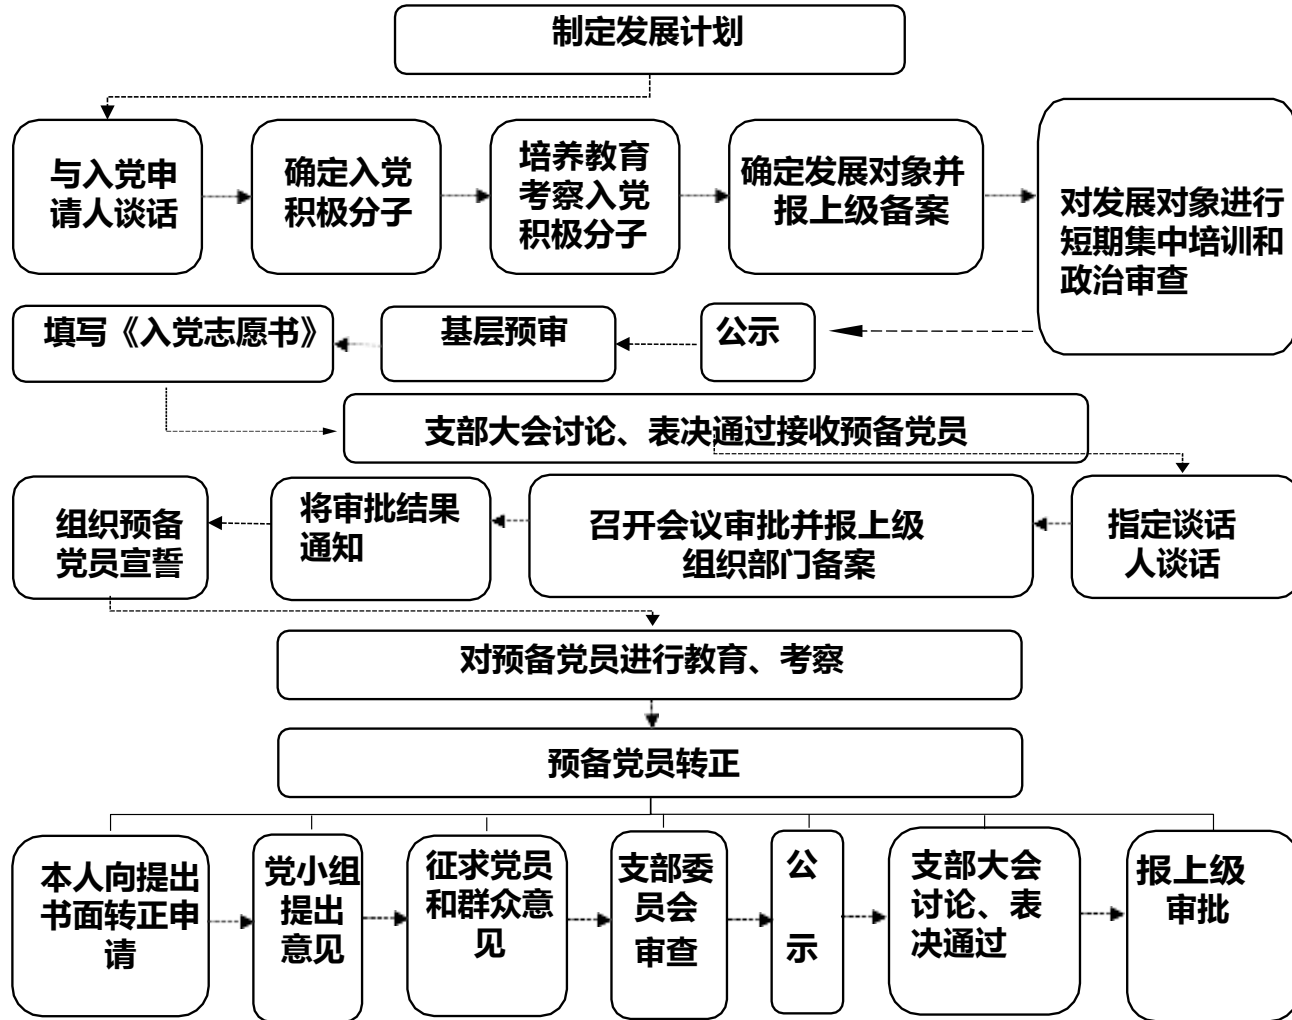 制定发展计划
与入党申
请人谈话
确定入党
积极分子
培养教育
考察入党
积极分子
确定发展对象并
报上级备案
对发展对象进行
短期集中培训和
政治审查
公示
基层预审
填写《入党志愿书》
支部大会讨论、表决通过接收预备党员
指定谈话
人谈话
召开会议审批并报上级
组织部门备案
将审批结果
通知
组织预备
党员宣誓
对预备党员进行教育、考察
预备党员转正
本人向提出
书面转正申
请
党小组
提出
意见
征求党员
和群众意
见
支部委
员会
审查
公
示
支部大会
讨论、表
决通过
报上级
审批